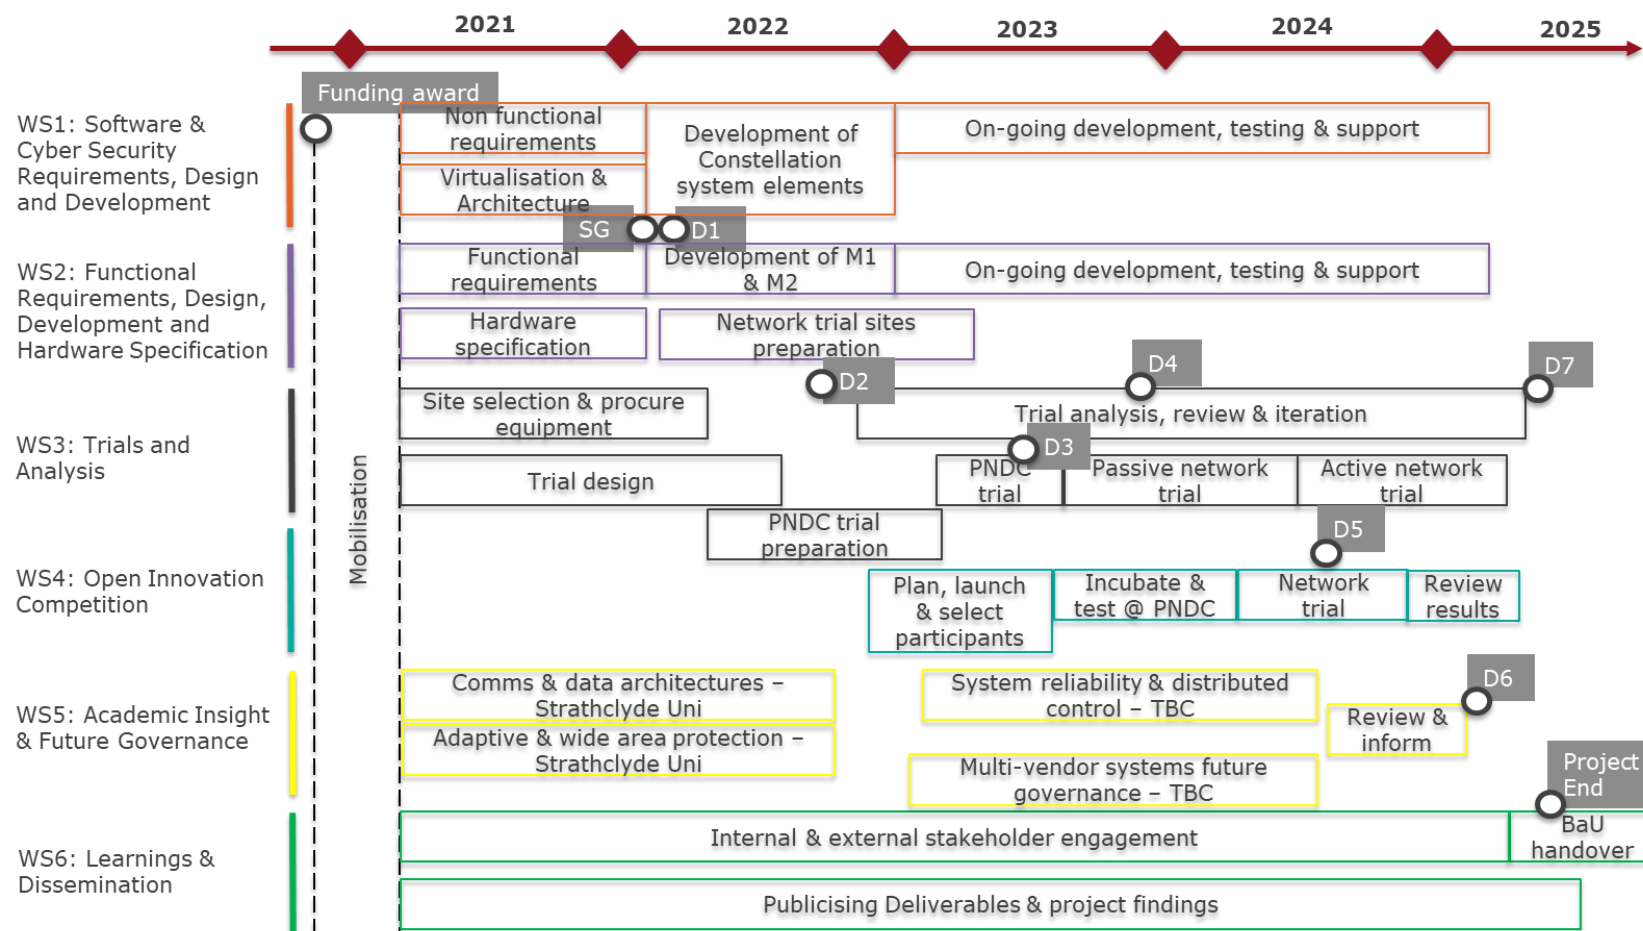 2021
2022
2023
2024
2025
Funding award
WS1: Software &
Cyber Security
Requirements, Design
and Development
Non functional
requirements
Virtualisation &
Architecture
Development of
Constellation
system elements
On-going development, testing & support
SG
D1
WS2: Functional
Requirements, Design,
Development and
Hardware Specification
Functional
requirements
Development of M1
& M2
On-going development, testing & support
Hardware
specification
Network trial sites
preparation
D2
D4
D7
WS3: Trials and
Analysis
Site selection & procure
equipment
Trial analysis, review & iteration
D3
Trial design
PNDC
trial
Passive network
trial
Active network
trial
PNDC trial
preparation
Mobilisation
D5
WS4: Open Innovation
Competition
Plan, launch
& select
participants
Incubate &
test @ PNDC
Network
trial
Review
results
WS5: Academic Insight
& Future Governance
Comms & data architectures –
Strathclyde Uni
System reliability & distributed
control – TBC
D6
Adaptive & wide area protection –
Strathclyde Uni
Review &
inform
Multi-vendor systems future
governance – TBC
Project
End
WS6: Learnings &
Dissemination
Internal & external stakeholder engagement
BaU
handover
Publicising Deliverables & project findings